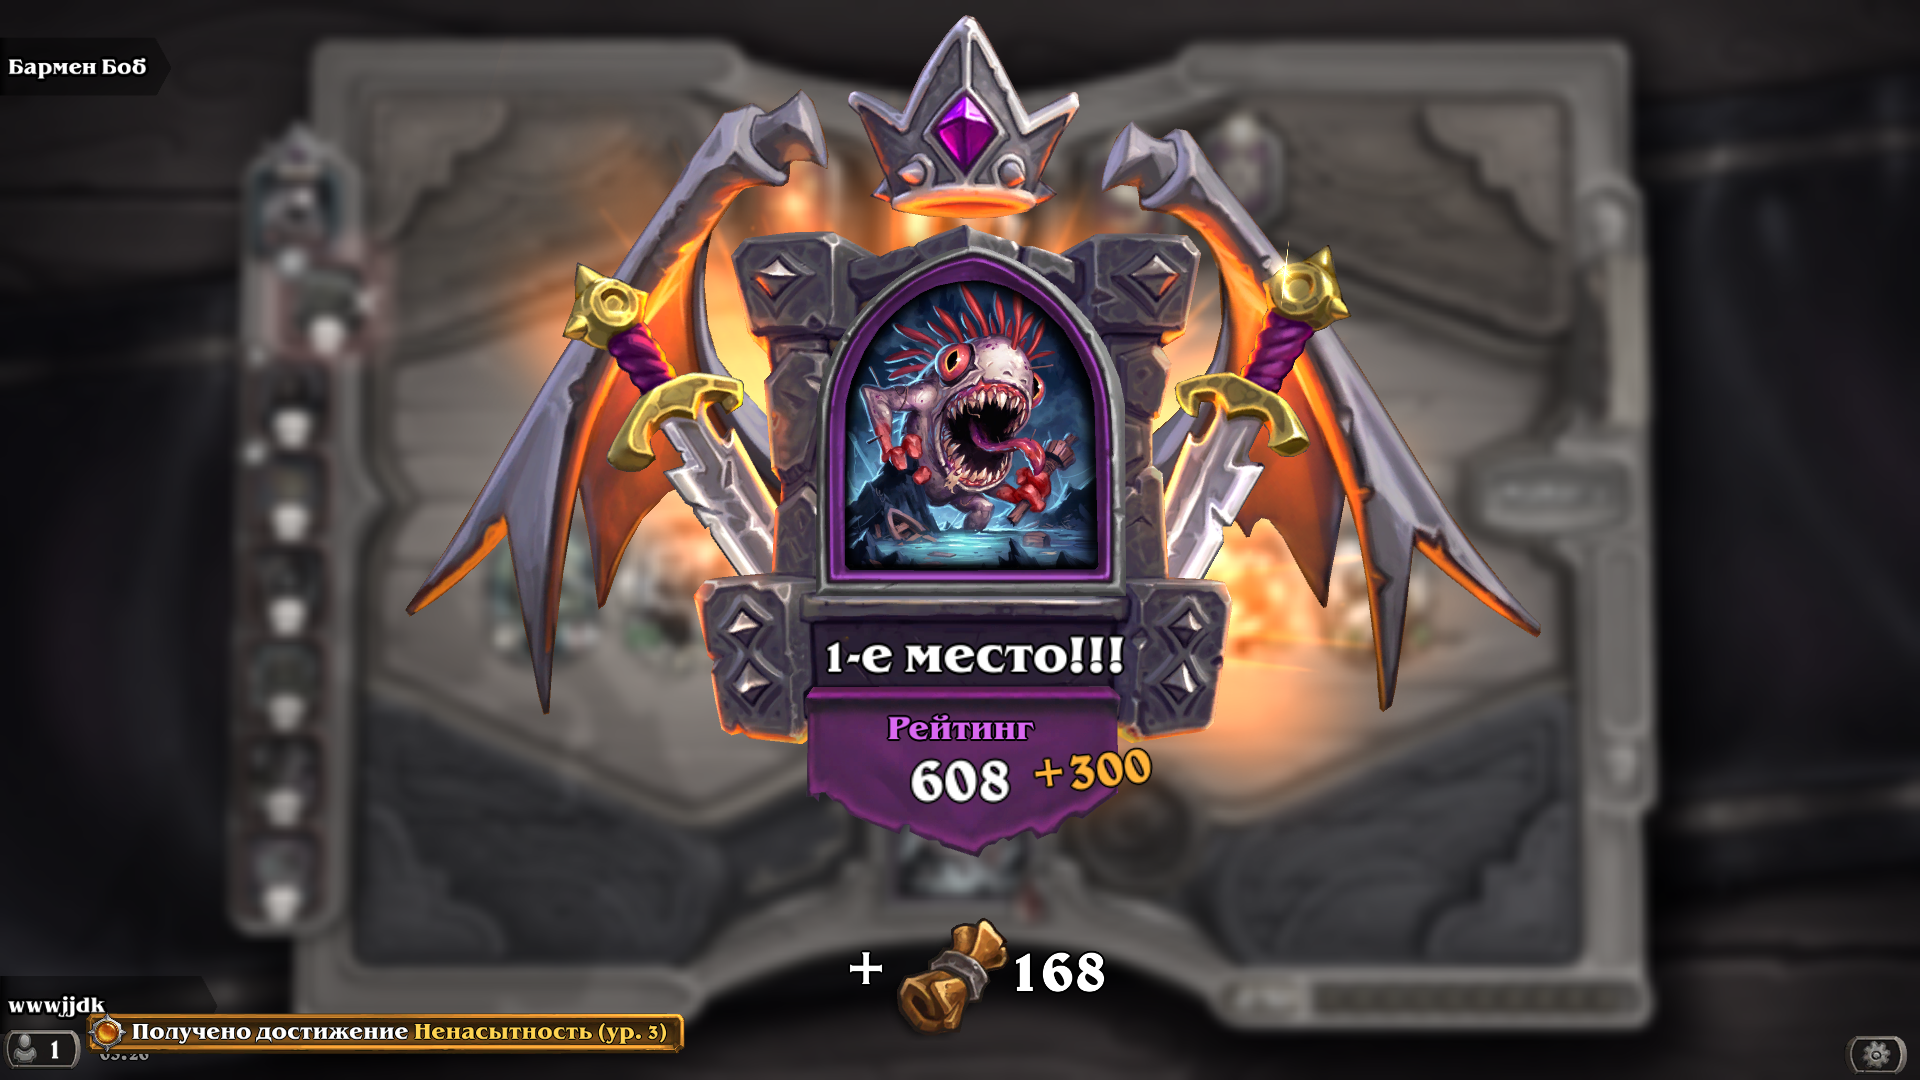 Бармен Боб
1-е место!!!
Рейтинг
608 +300
+ 168
wwwjjdk
Получено достижение Ненасытность (ур. 3)
1